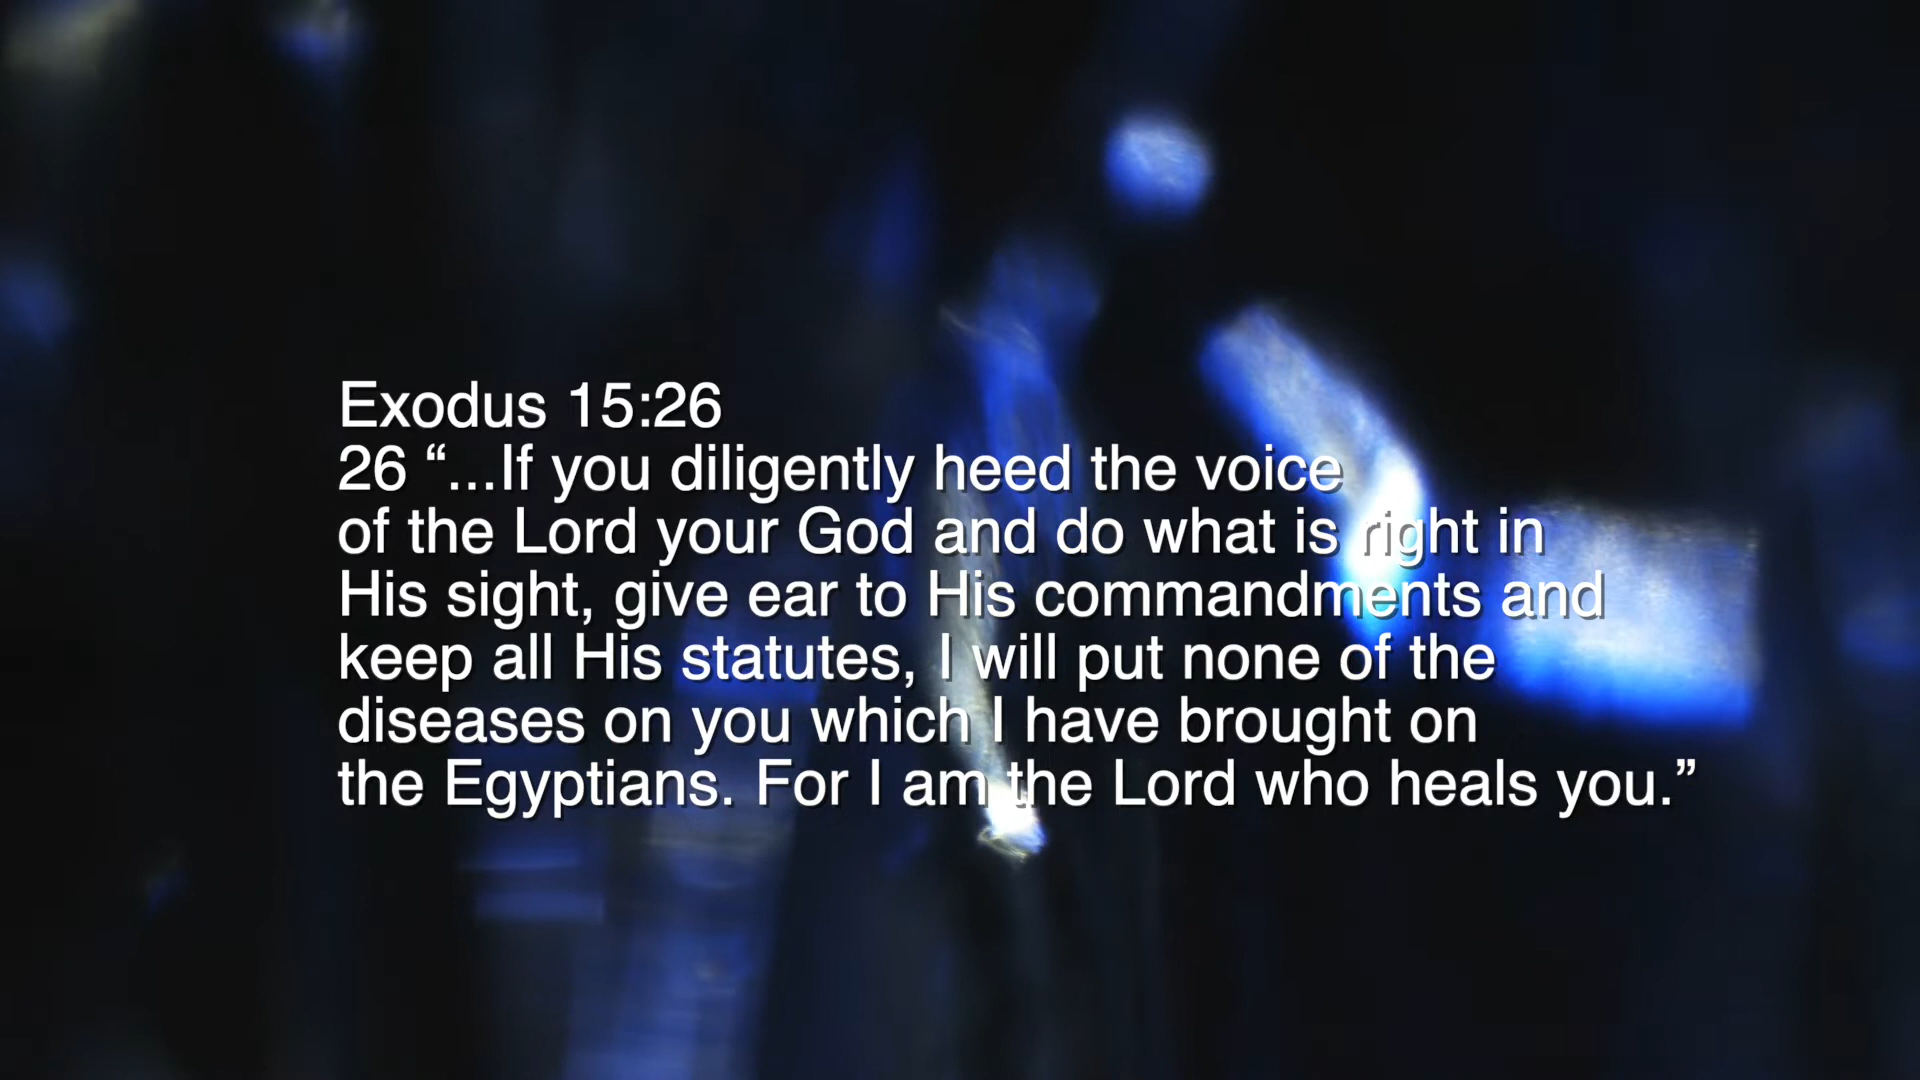 Exodus 15:26
26 “...If you diligently heed the voice
of the Lord your God and do what is right in
His sight, give ear to His commandments and
keep all His statutes, I will put none of the
diseases on you which I have brought on
the Egyptians. For I am the Lord who heals you.”